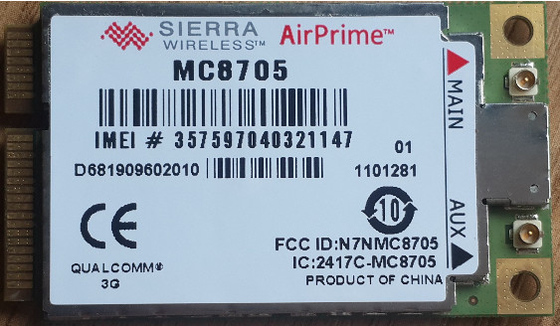 SIERRA WIRELESS™ AirPrime™
MC8705
IMEI # 357597040321147
01
D681909602010
1101281
MAIN
AUX
CE
10
FCC ID:N7NMC8705
IC:2417C-MC8705
PRODUCT OF CHINA
QUALCOMM®
3G